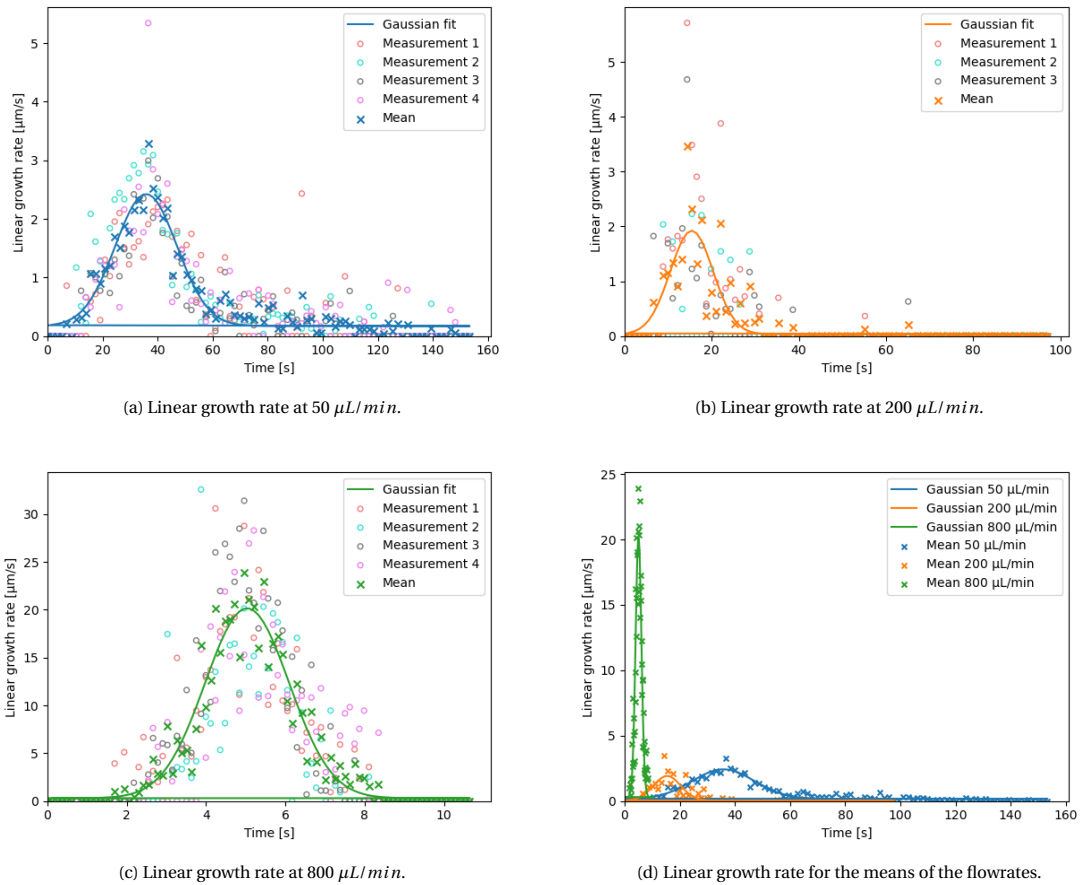 Linear growth rate [µm/s]
5
4
3
2
1
0
Gaussian fit
Measurement 1
Measurement 2
Measurement 3
Measurement 4
Mean
0 20 40 60 80 100 120 140 160
Time [s]
(a) Linear growth rate at 50 µL/min.
Linear growth rate [µm/s]
5
4
3
2
1
0
Gaussian fit
Measurement 1
Measurement 2
Measurement 3
Mean
0 20 40 60 80 100
Time [s]
(b) Linear growth rate at 200 µL/min.
Linear growth rate [µm/s]
30
25
20
15
10
5
0
Gaussian fit
Measurement 1
Measurement 2
Measurement 3
Measurement 4
Mean
0 2 4 6 8 10
Time [s]
(c) Linear growth rate at 800 µL/min.
Linear growth rate [µm/s]
25
20
15
10
5
0
Gaussian 50 µL/min
Gaussian 200 µL/min
Gaussian 800 µL/min
Mean 50 µL/min
Mean 200 µL/min
Mean 800 µL/min
0 20 40 60 80 100 120 140 160
Time [s]
(d) Linear growth rate for the means of the flowrates.